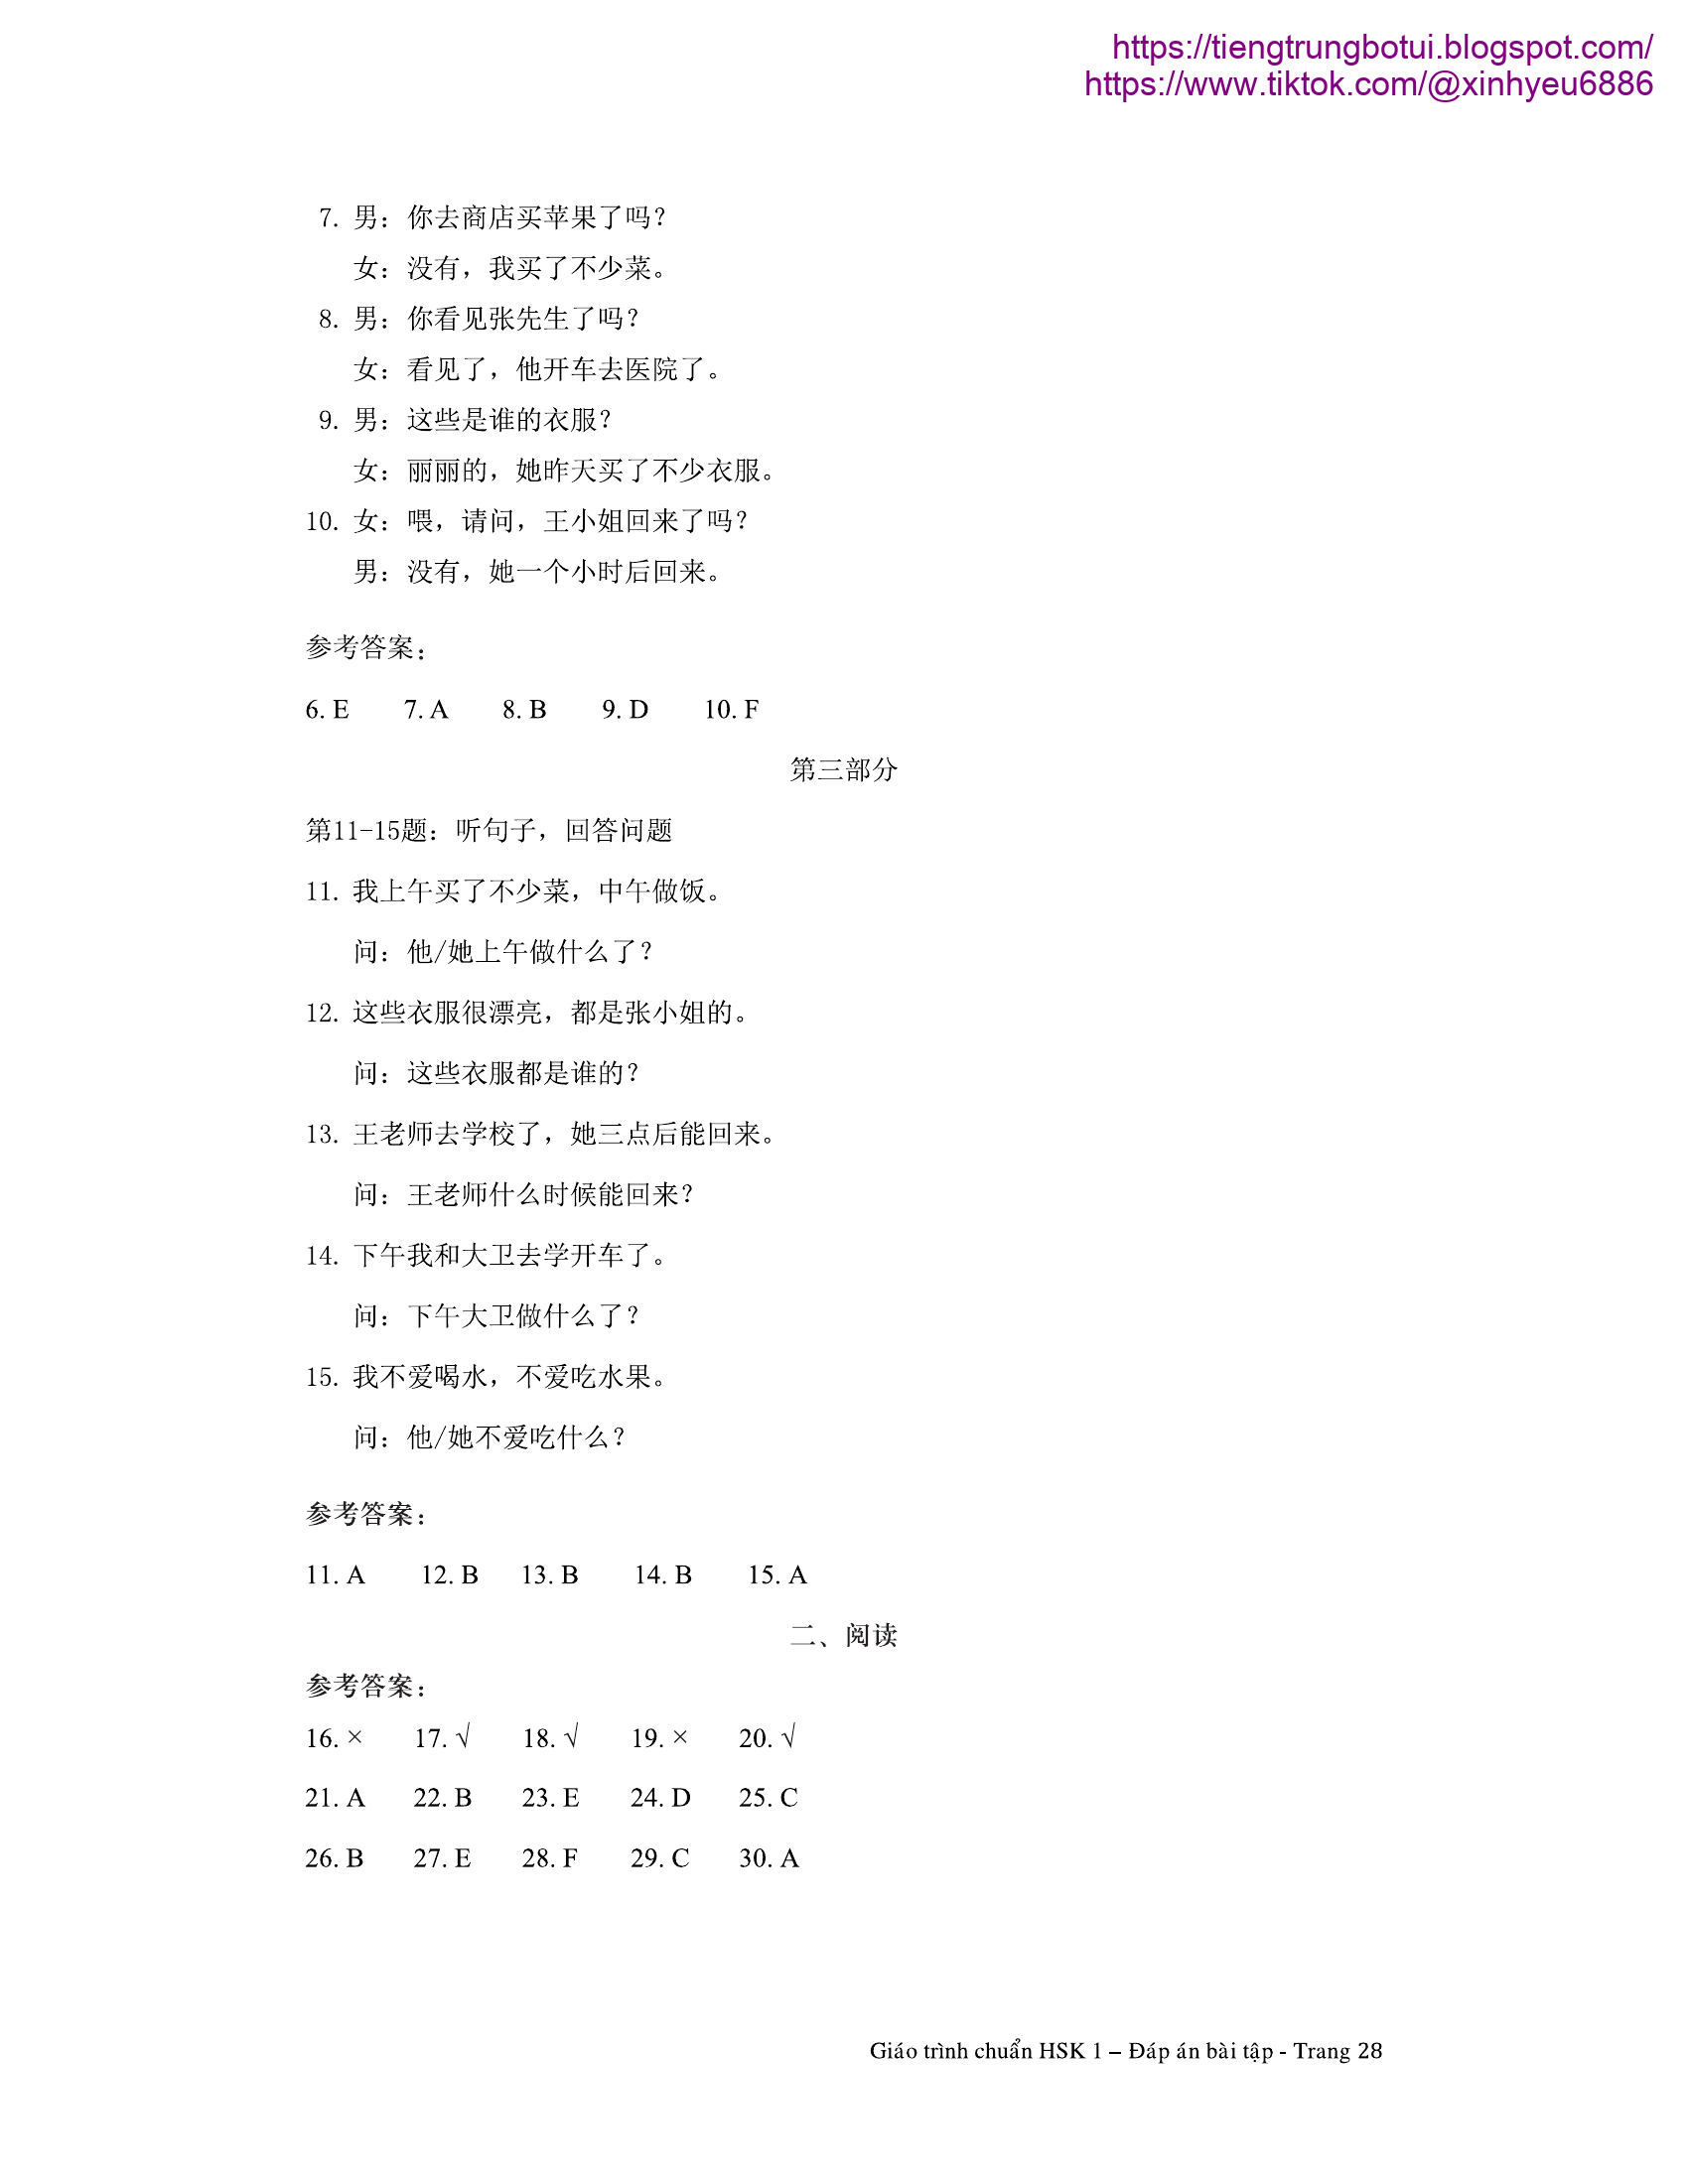 https://tiengtrungbotui.blogspot.com/
https://www.tiktok.com/@xinhyeu6886
7. 男：你去商店买苹果了吗？
女：没有，我买了不少菜。
8. 男：你看见张先生了吗？
女：看见了，他开车去医院了。
9. 男：这些是谁的衣服？
女：丽丽的，她昨天买了不少衣服。
10. 女：喂，请问，王小姐回来了吗？
男：没有，她一个小时后回来。
参考答案：
6. E 7. A 8. B 9. D 10. F
第三部分
第11-15题：听句子，回答问题
11. 我上午买了不少菜，中午做饭。
问：他/她上午做什么了？
12. 这些衣服很漂亮，都是张小姐的。
问：这些衣服都是谁的？
13. 王老师去学校了，她三点后能回来。
问：王老师什么时候能回来？
14. 下午我和大卫去学开车了。
问：下午大卫做什么了？
15. 我不爱喝水，不爱吃水果。
问：他/她不爱吃什么？
参考答案：
11. A 12. B 13. B 14. B 15. A
二、阅读
参考答案：
16. × 17. √ 18. √ 19. × 20. √
21. A 22. B 23. E 24. D 25. C
26. B 27. E 28. F 29. C 30. A
Giáo trình chuẩn HSK 1 – Đáp án bài tập - Trang 28